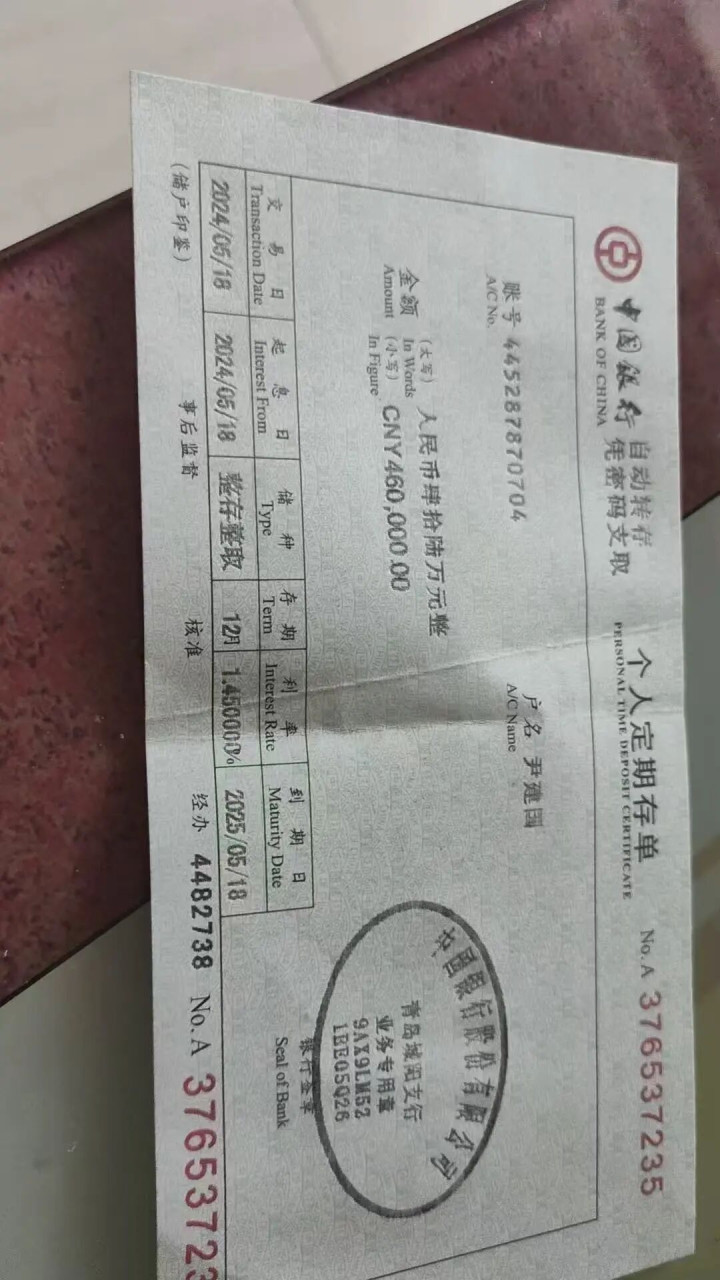 中国银行
BANK OF CHINA
自动转存
凭密码支取
个人定期存单
PERSONAL TIME DEPOSIT CERTIFICATE
No.A 376537235
账号 445287870704
A/C No.
户名 尹建国
A/C Name
金额 (大写) 人民币肆拾陆万元整
Amount In Words
(小写) CNY460,000.00
In Figure
交易日 起息日 储种 存期 利率 到期日
Transaction Date Interest From Type Term Interest Rate Maturity Date
2024/05/18 2024/05/18 整存整取 12月 1.450000% 2025/05/18
中国银行股份有限公司
青岛城阳支行
业务专用章
9AX9LM52
1EE05Q26
银行签章
Seal of Bank
(储户印鉴) 事后监督 核准 经办 4482738 No.A 37653723